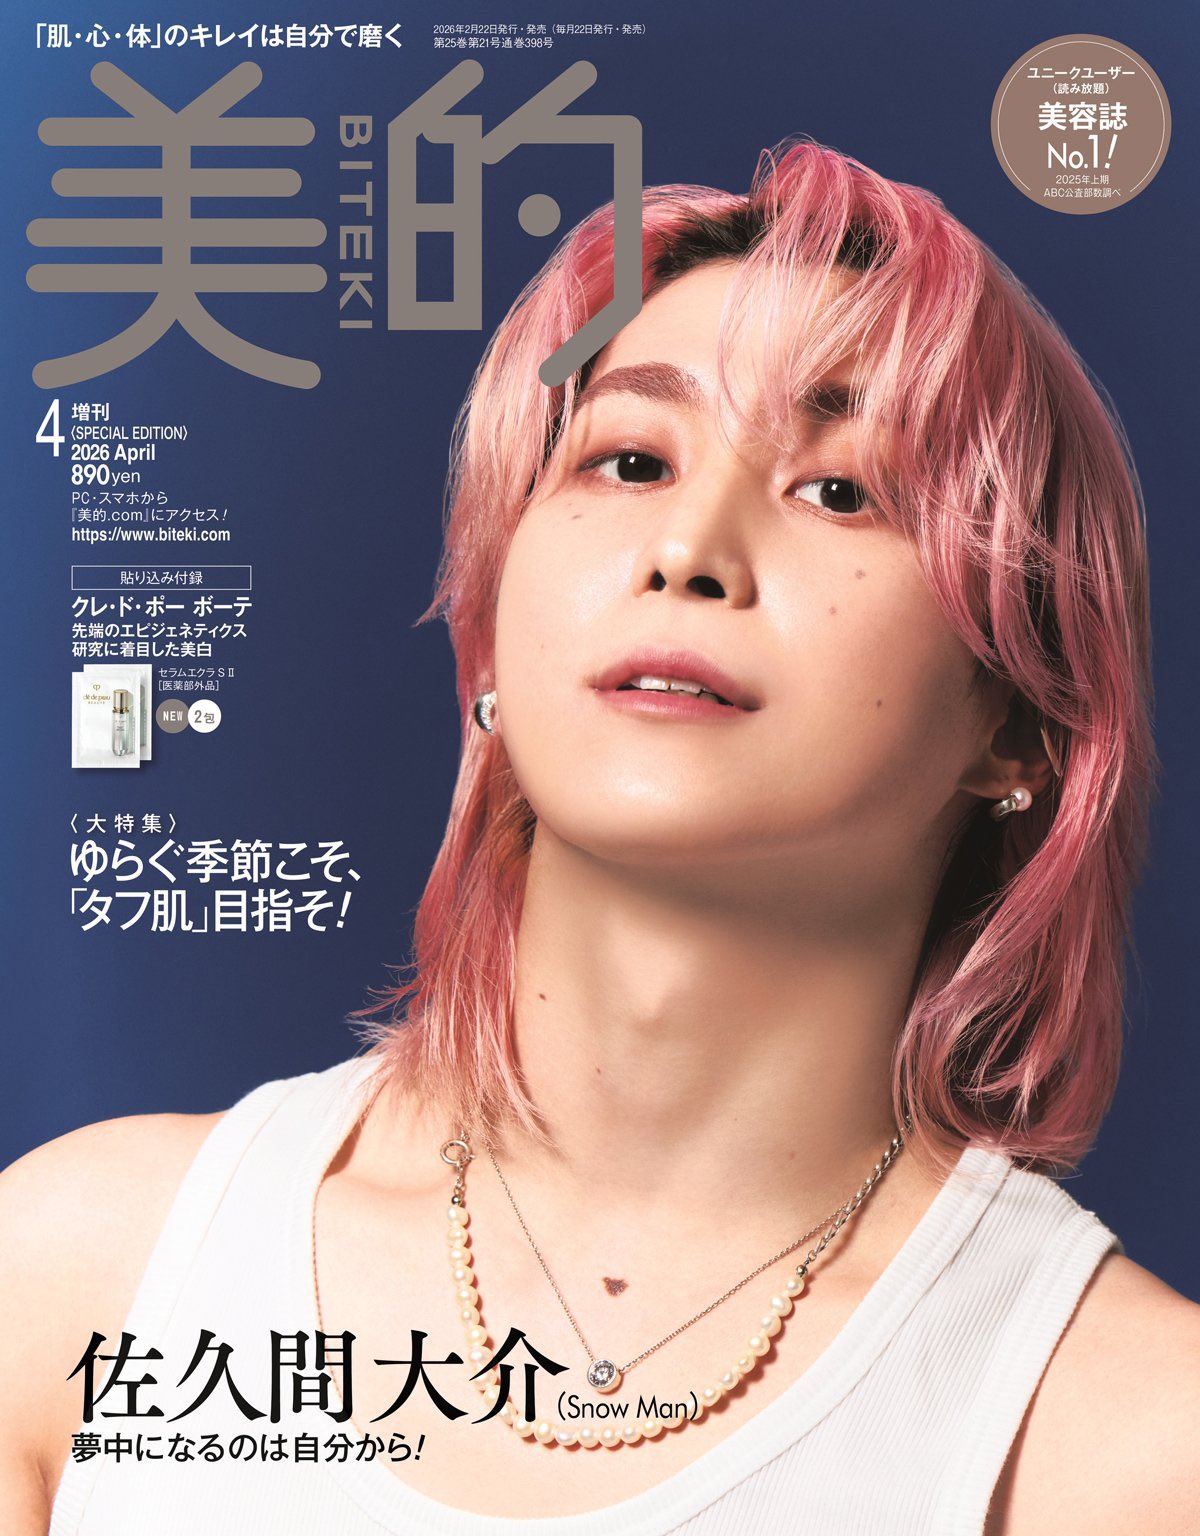 「肌・心・体」のキレイは自分で磨く
2026年2月22日発行・発売（毎月22日発行・発売）
第25巻第21号通巻398号
美的
BITEKI
ユニークユーザー
（読み放題）
美容誌
No.1!
2025年上期
ABC公査部数調べ
4
増刊
〈SPECIAL EDITION〉
2026 April
890yen
PC・スマホから
『美的.com』にアクセス！
https://www.biteki.com
貼り込み付録
クレ・ド・ポー ボーテ
先端のエピジェネティクス
研究に着目した美白
セラムエクラ S II
［医薬部外品］
clé de peau
BEAUTÉ
NEW
2包
〈大特集〉
ゆらぐ季節こそ、
「タフ肌」目指そ！
佐久間大介（Snow Man）
夢中になるのは自分から！